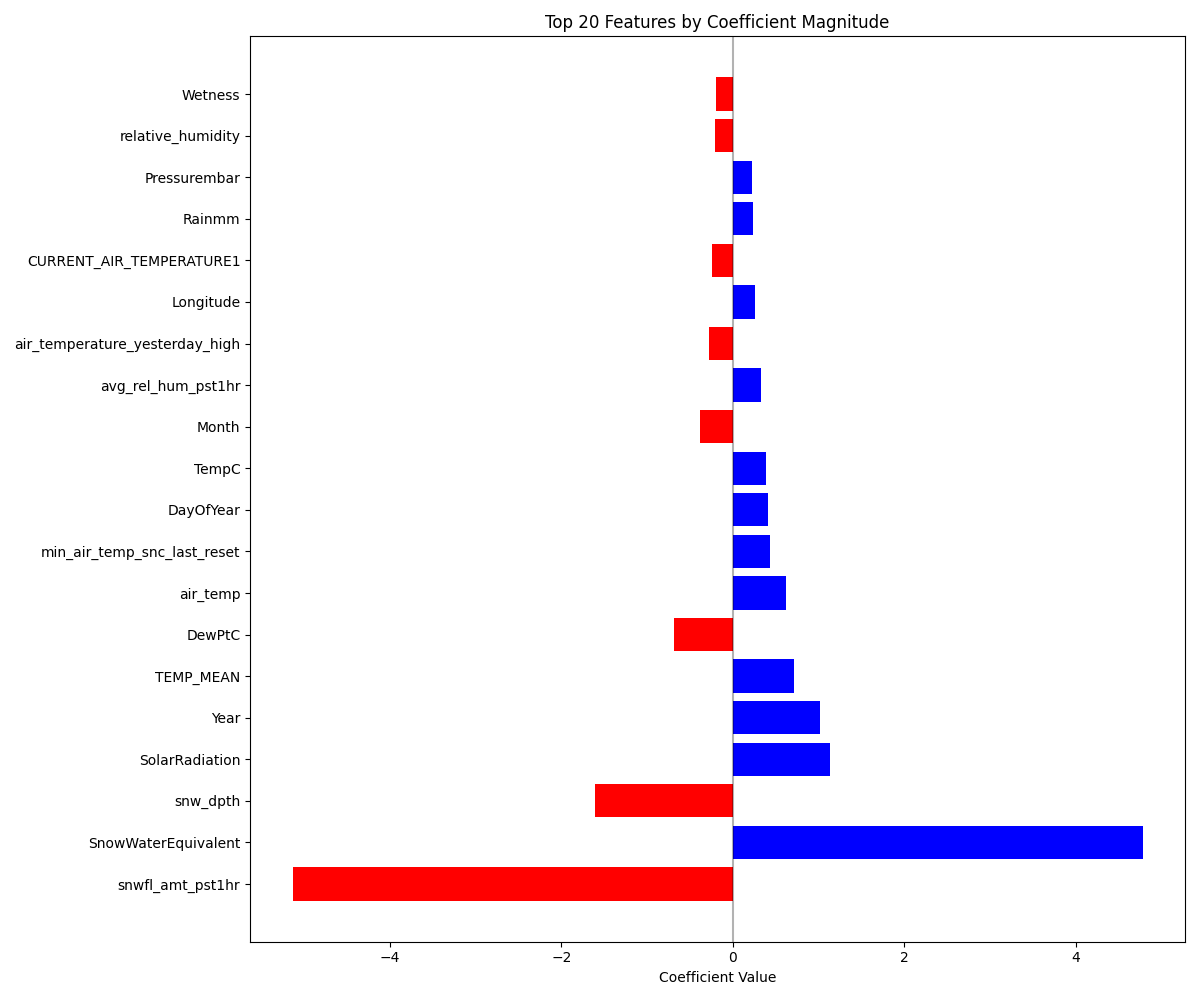 Top 20 Features by Coefficient Magnitude
Wetness
relative_humidity
Pressurembar
Rainmm
CURRENT_AIR_TEMPERATURE1
Longitude
air_temperature_yesterday_high
avg_rel_hum_pst1hr
Month
TempC
DayOfYear
min_air_temp_snc_last_reset
air_temp
DewPtC
TEMP_MEAN
Year
SolarRadiation
snw_dpth
SnowWaterEquivalent
snwfl_amt_pst1hr
−4 −2 0 2 4
Coefficient Value